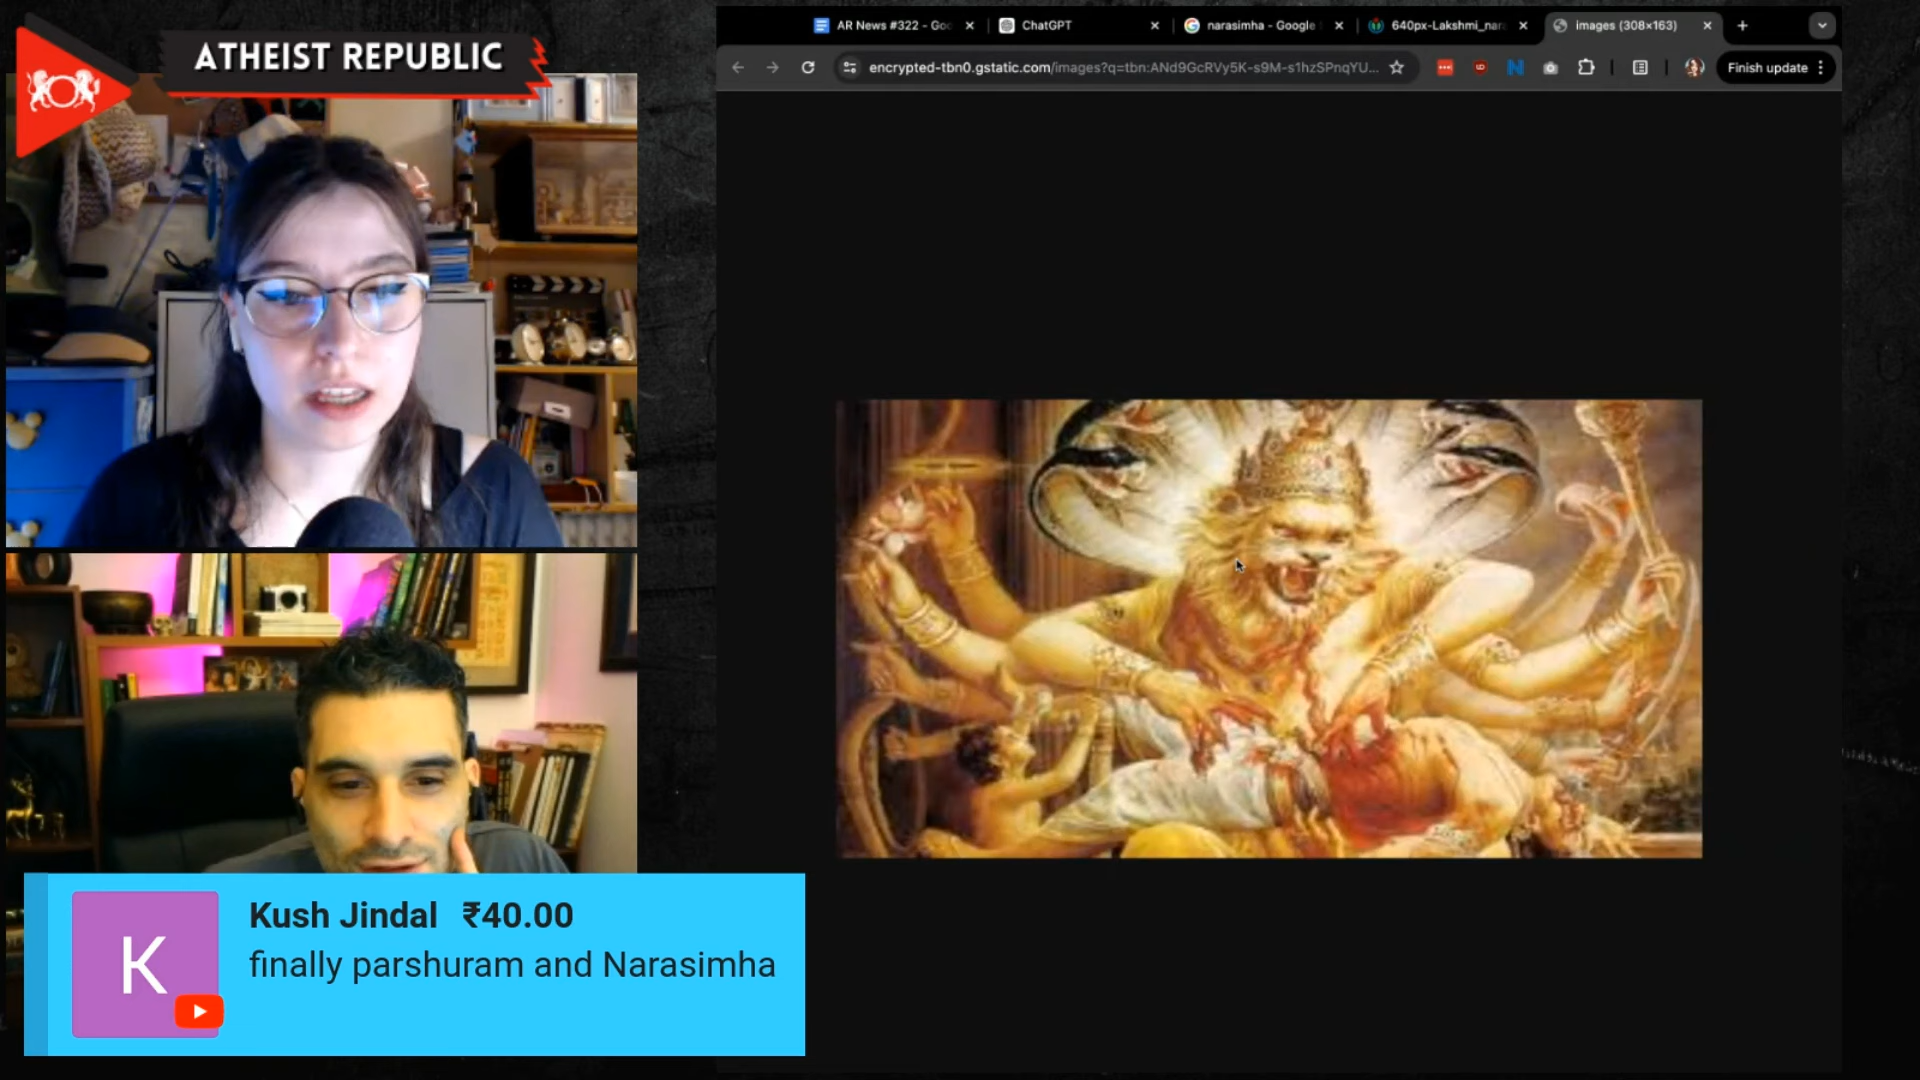 ATHEIST REPUBLIC
AR News #322 - Goo
ChatGPT
narasimha - Google
640px-Lakshmi_nara
images (308×163)
encrypted-tbn0.gstatic.com/images?q=tbn:ANd9GcRVy5K-s9M-s1hzSPnqYU...
Finish update
Kush Jindal ₹40.00
K
finally parshuram and Narasimha